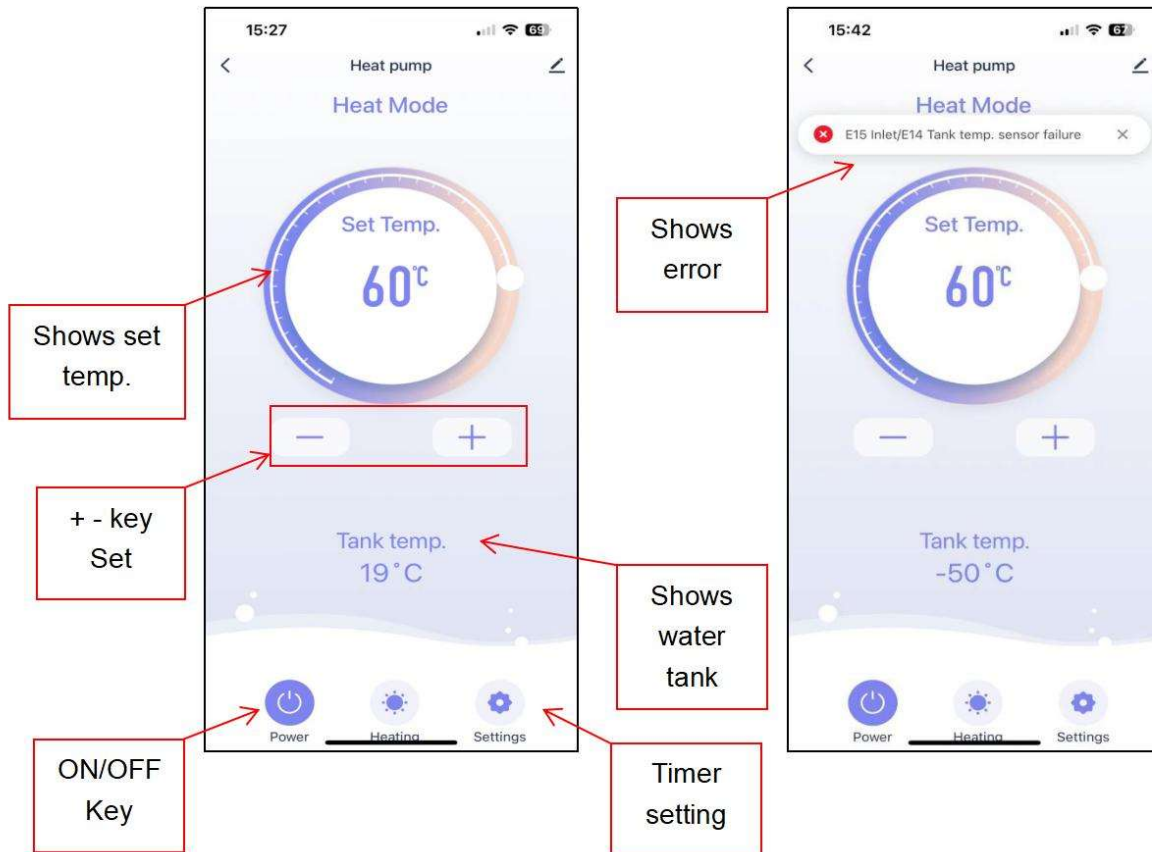 15:27
69
Heat pump
Heat Mode
Set Temp.
60°C
Tank temp.
19°C
Power
Heating
Settings
Shows set
temp.
+ - key
Set
ON/OFF
Key
Shows
water
tank
Timer
setting
15:42
67
Heat pump
Heat Mode
E15 Inlet/E14 Tank temp. sensor failure
Set Temp.
60°C
Tank temp.
-50°C
Power
Heating
Settings
Shows
error